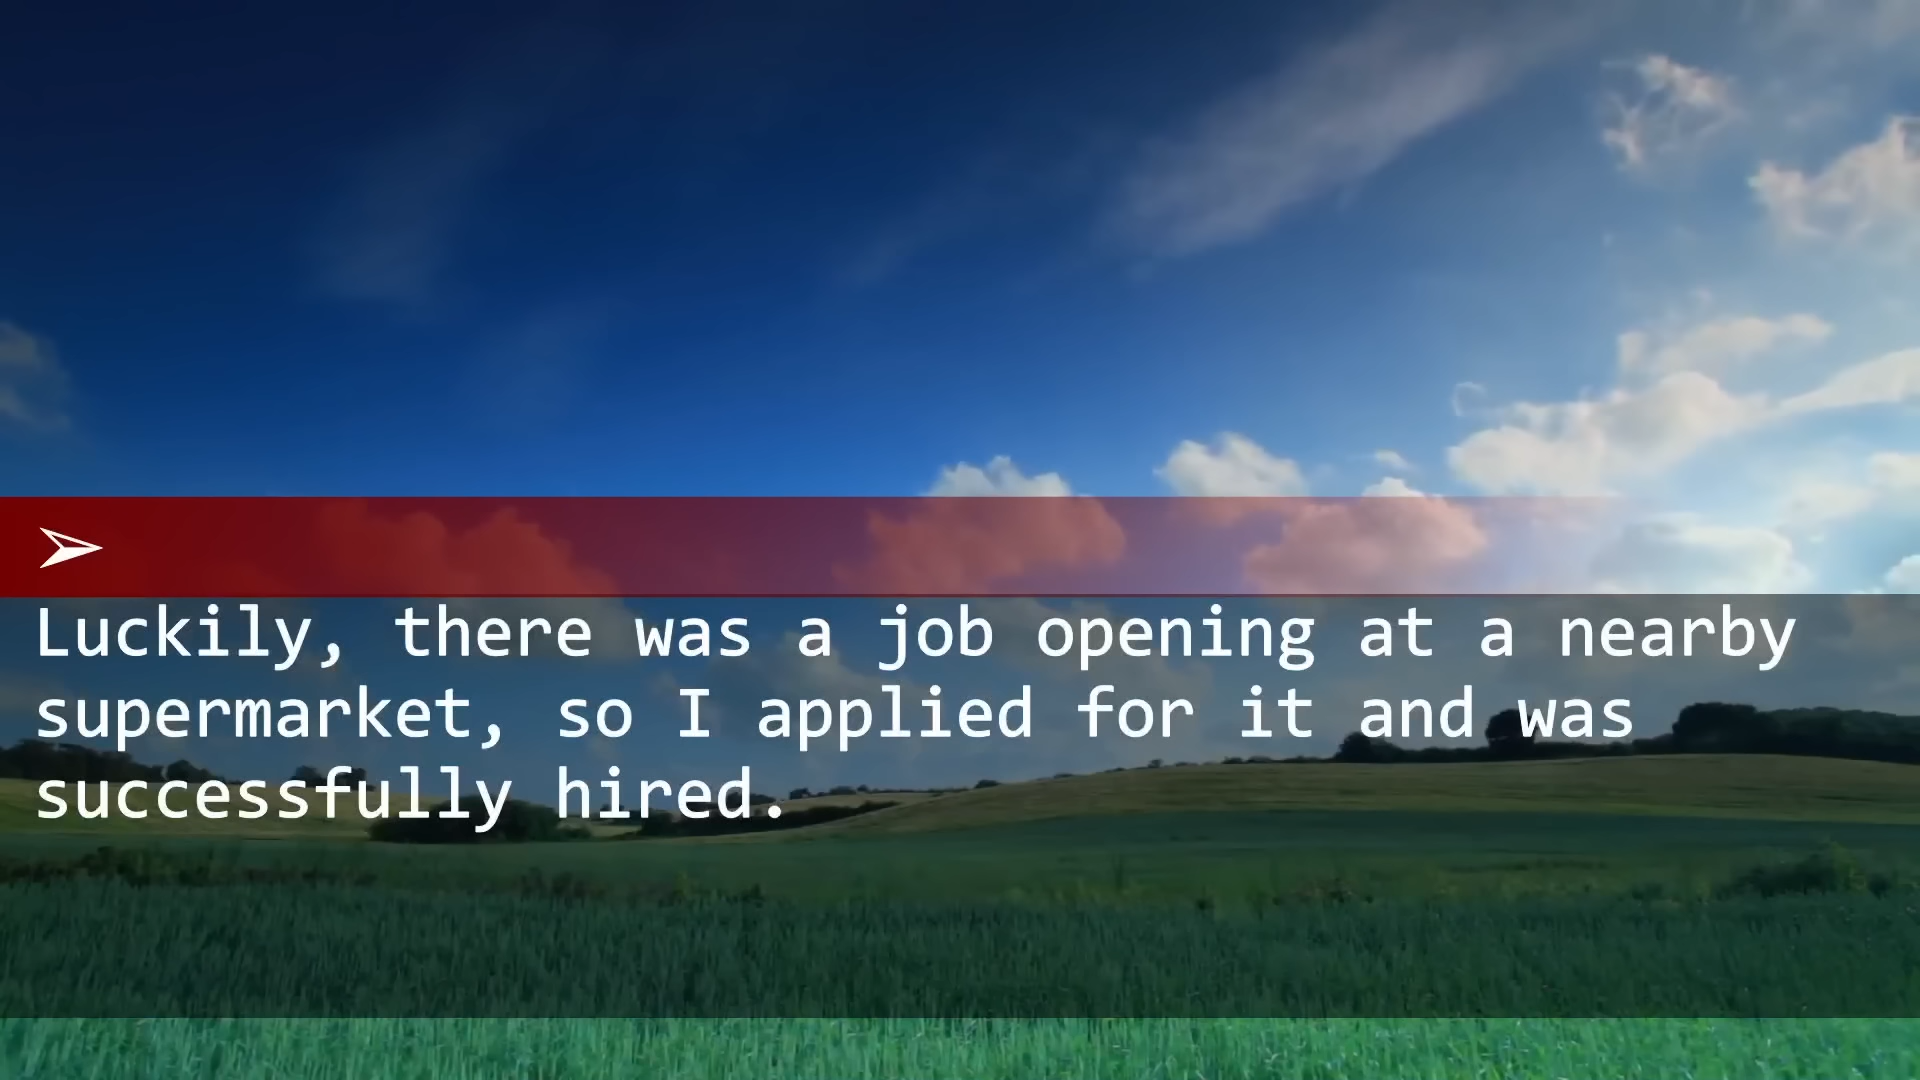 Luckily, there was a job opening at a nearby
supermarket, so I applied for it and was
successfully hired.